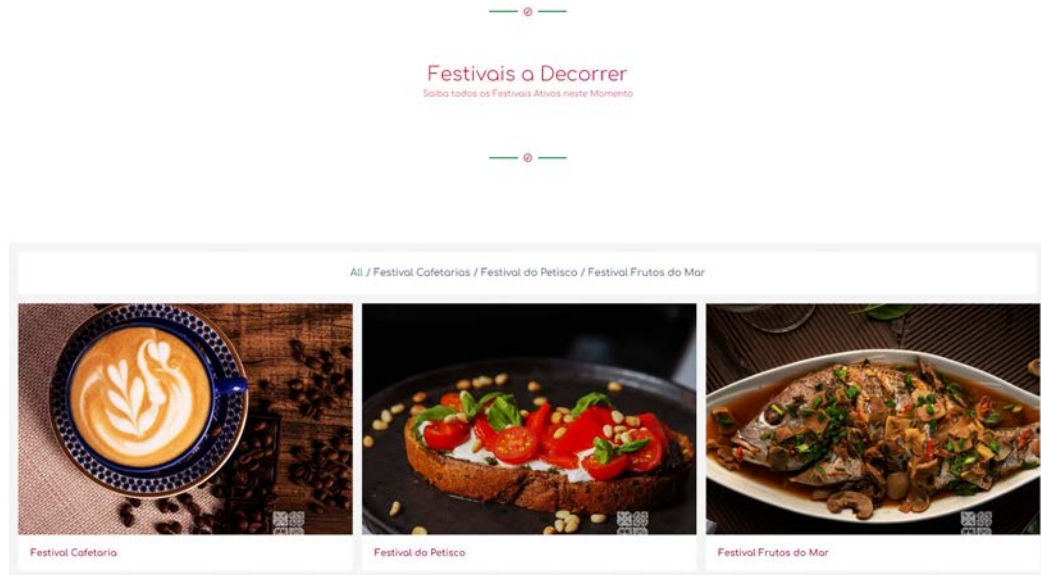 Festivais a Decorrer
Saiba todos os Festivais Ativos neste Momento
All / Festival Cafetarias / Festival do Petisco / Festival Frutos do Mar
Festival Cafetaria
Festival do Petisco
Festival Frutos do Mar